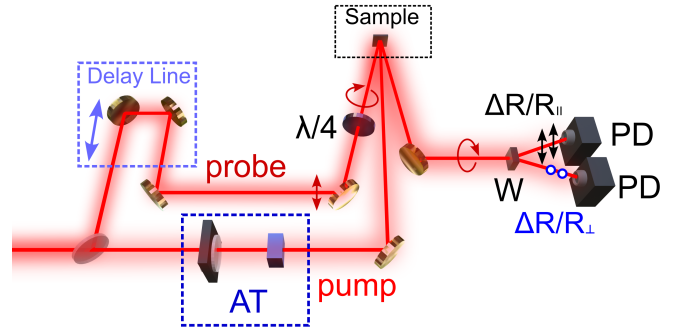 Sample
Delay Line
λ/4
ΔR/R∥
PD
probe
W
PD
ΔR/R⊥
AT
pump